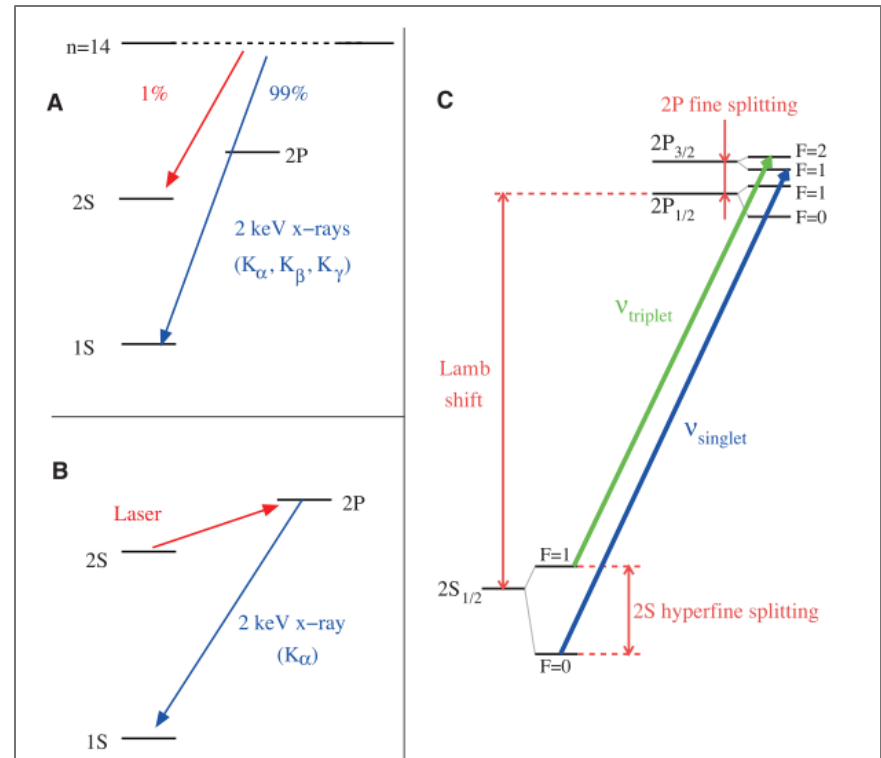 n=14
1%
99%
A
2P
2S
2 keV x−rays
(Kα, Kβ, Kγ)
1S
B
2P
Laser
2S
2 keV x−ray
(Kα)
1S
C
2P fine splitting
2P3/2
F=2
F=1
F=1
2P1/2
F=0
νtriplet
Lamb
shift
νsinglet
F=1
2S1/2
2S hyperfine splitting
F=0